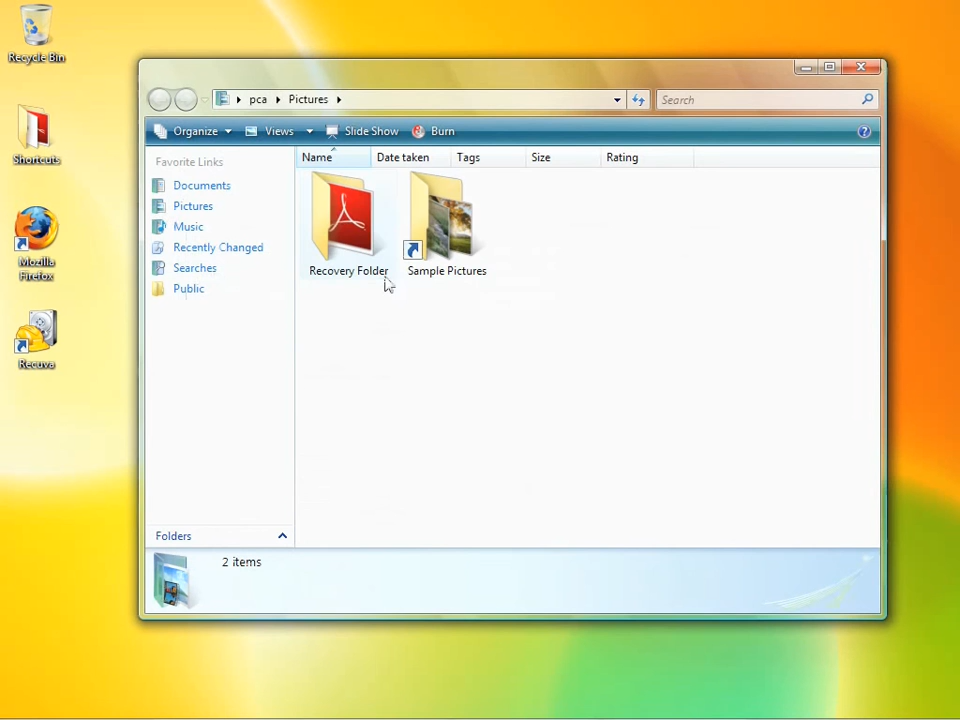 Recycle Bin
Shortcuts
Mozilla
Firefox
Recuva
pca Pictures
Search
Organize Views Slide Show Burn
Favorite Links
Documents
Pictures
Music
Recently Changed
Searches
Public
Folders
Name Date taken Tags Size Rating
Recovery Folder Sample Pictures
2 items